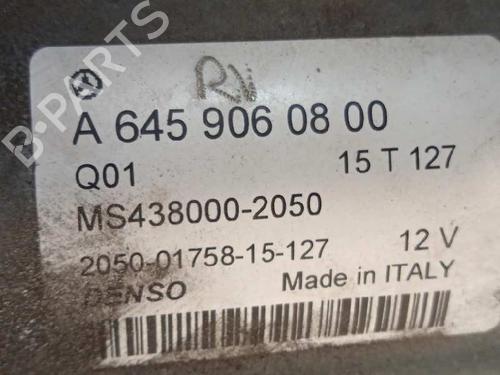 RVi
A 645 906 08 00
Q01 15 T 127
MS438000-2050
2050-01758-15-127 12 V
DENSO Made in ITALY
B-PARTS